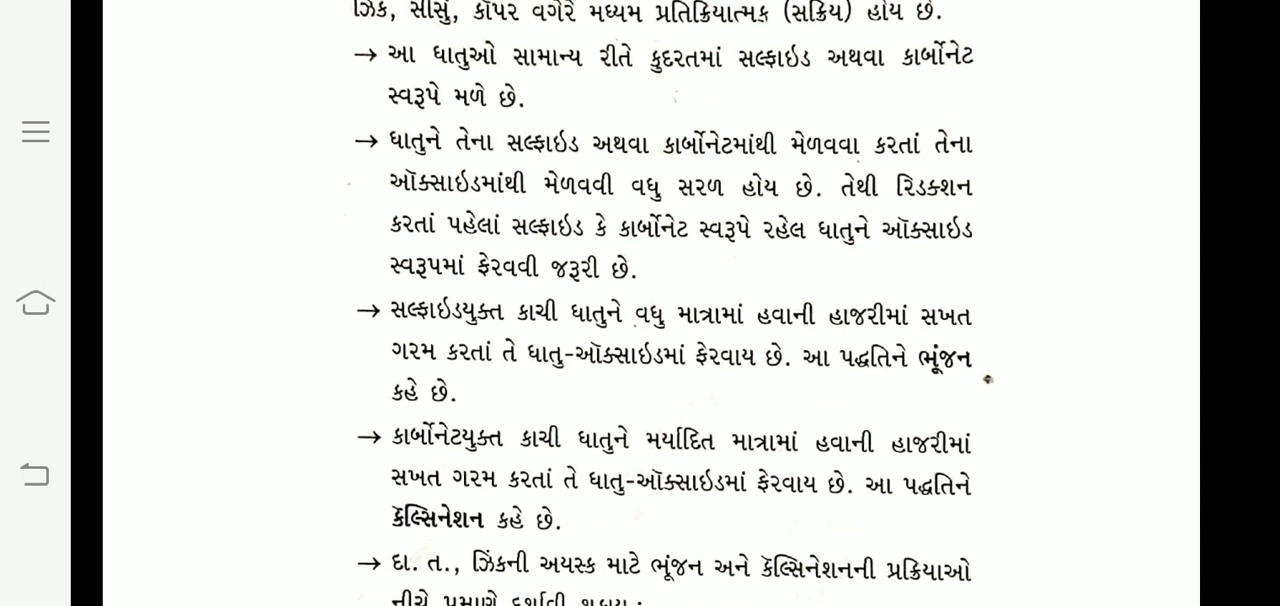 ઝિંક, સીસું, કૉપર વગેરે મધ્યમ પ્રતિક્રિયાત્મક (સક્રિય) હોય છે.
→ આ ધાતુઓ સામાન્ય રીતે કુદરતમાં સલ્ફાઇડ અથવા કાર્બોનેટ
સ્વરૂપે મળે છે.
→ ધાતુને તેના સલ્ફાઇડ અથવા કાર્બોનેટમાંથી મેળવવા કરતાં તેના
ઑક્સાઇડમાંથી મેળવવી વધુ સરળ હોય છે. તેથી રિડક્શન
કરતાં પહેલાં સલ્ફાઇડ કે કાર્બોનેટ સ્વરૂપે રહેલ ધાતુને ઑક્સાઇડ
સ્વરૂપમાં ફેરવવી જરૂરી છે.
→ સલ્ફાઇડયુક્ત કાચી ધાતુને વધુ માત્રામાં હવાની હાજરીમાં સખત
ગરમ કરતાં તે ધાતુ-ઑક્સાઇડમાં ફેરવાય છે. આ પદ્ધતિને ભૂંજન
કહે છે.
→ કાર્બોનેટયુક્ત કાચી ધાતુને મર્યાદિત માત્રામાં હવાની હાજરીમાં
સખત ગરમ કરતાં તે ધાતુ-ઑક્સાઇડમાં ફેરવાય છે. આ પદ્ધતિને
કૅલ્સિનેશન કહે છે.
→ દા. ત., ઝિંકની અયસ્ક માટે ભૂંજન અને કૅલ્સિનેશનની પ્રક્રિયાઓ
નીચે પ્રમાણે દર્શાવી શકાય :